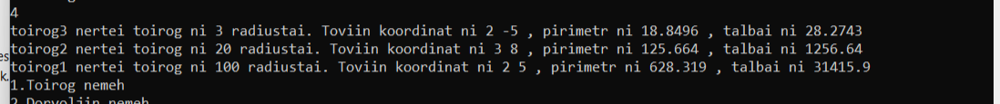 4
toirog3 nertei toirog ni 3 radiustai. Toviin koordinat ni 2 -5 , pirimetr ni 18.8496 , talbai ni 28.2743
toirog2 nertei toirog ni 20 radiustai. Toviin koordinat ni 3 8 , pirimetr ni 125.664 , talbai ni 1256.64
toirog1 nertei toirog ni 100 radiustai. Toviin koordinat ni 2 5 , pirimetr ni 628.319 , talbai ni 31415.9
1.Toirog nemeh
2.Dorvoljin nemeh